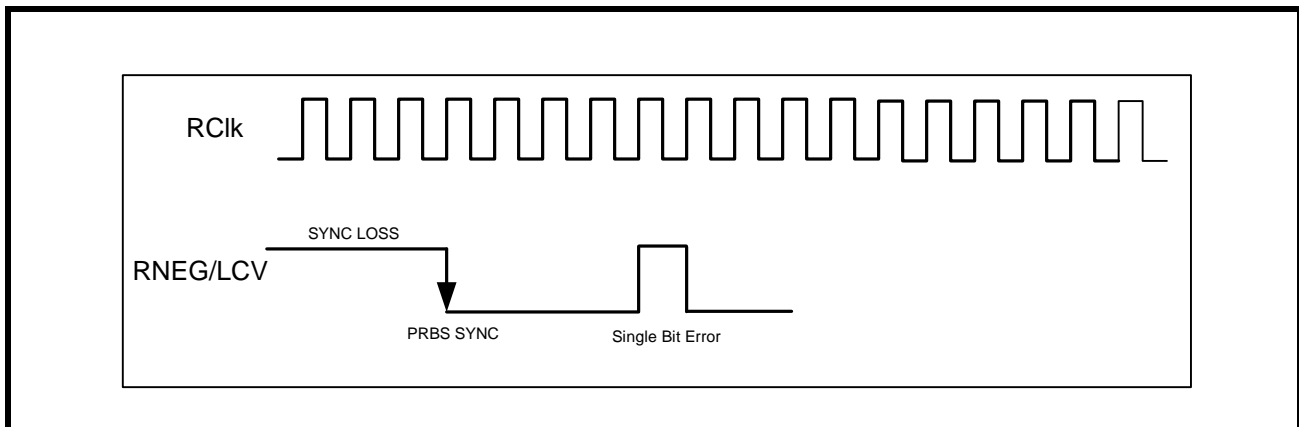 RClk
SYNC LOSS
RNEG/LCV
PRBS SYNC
Single Bit Error